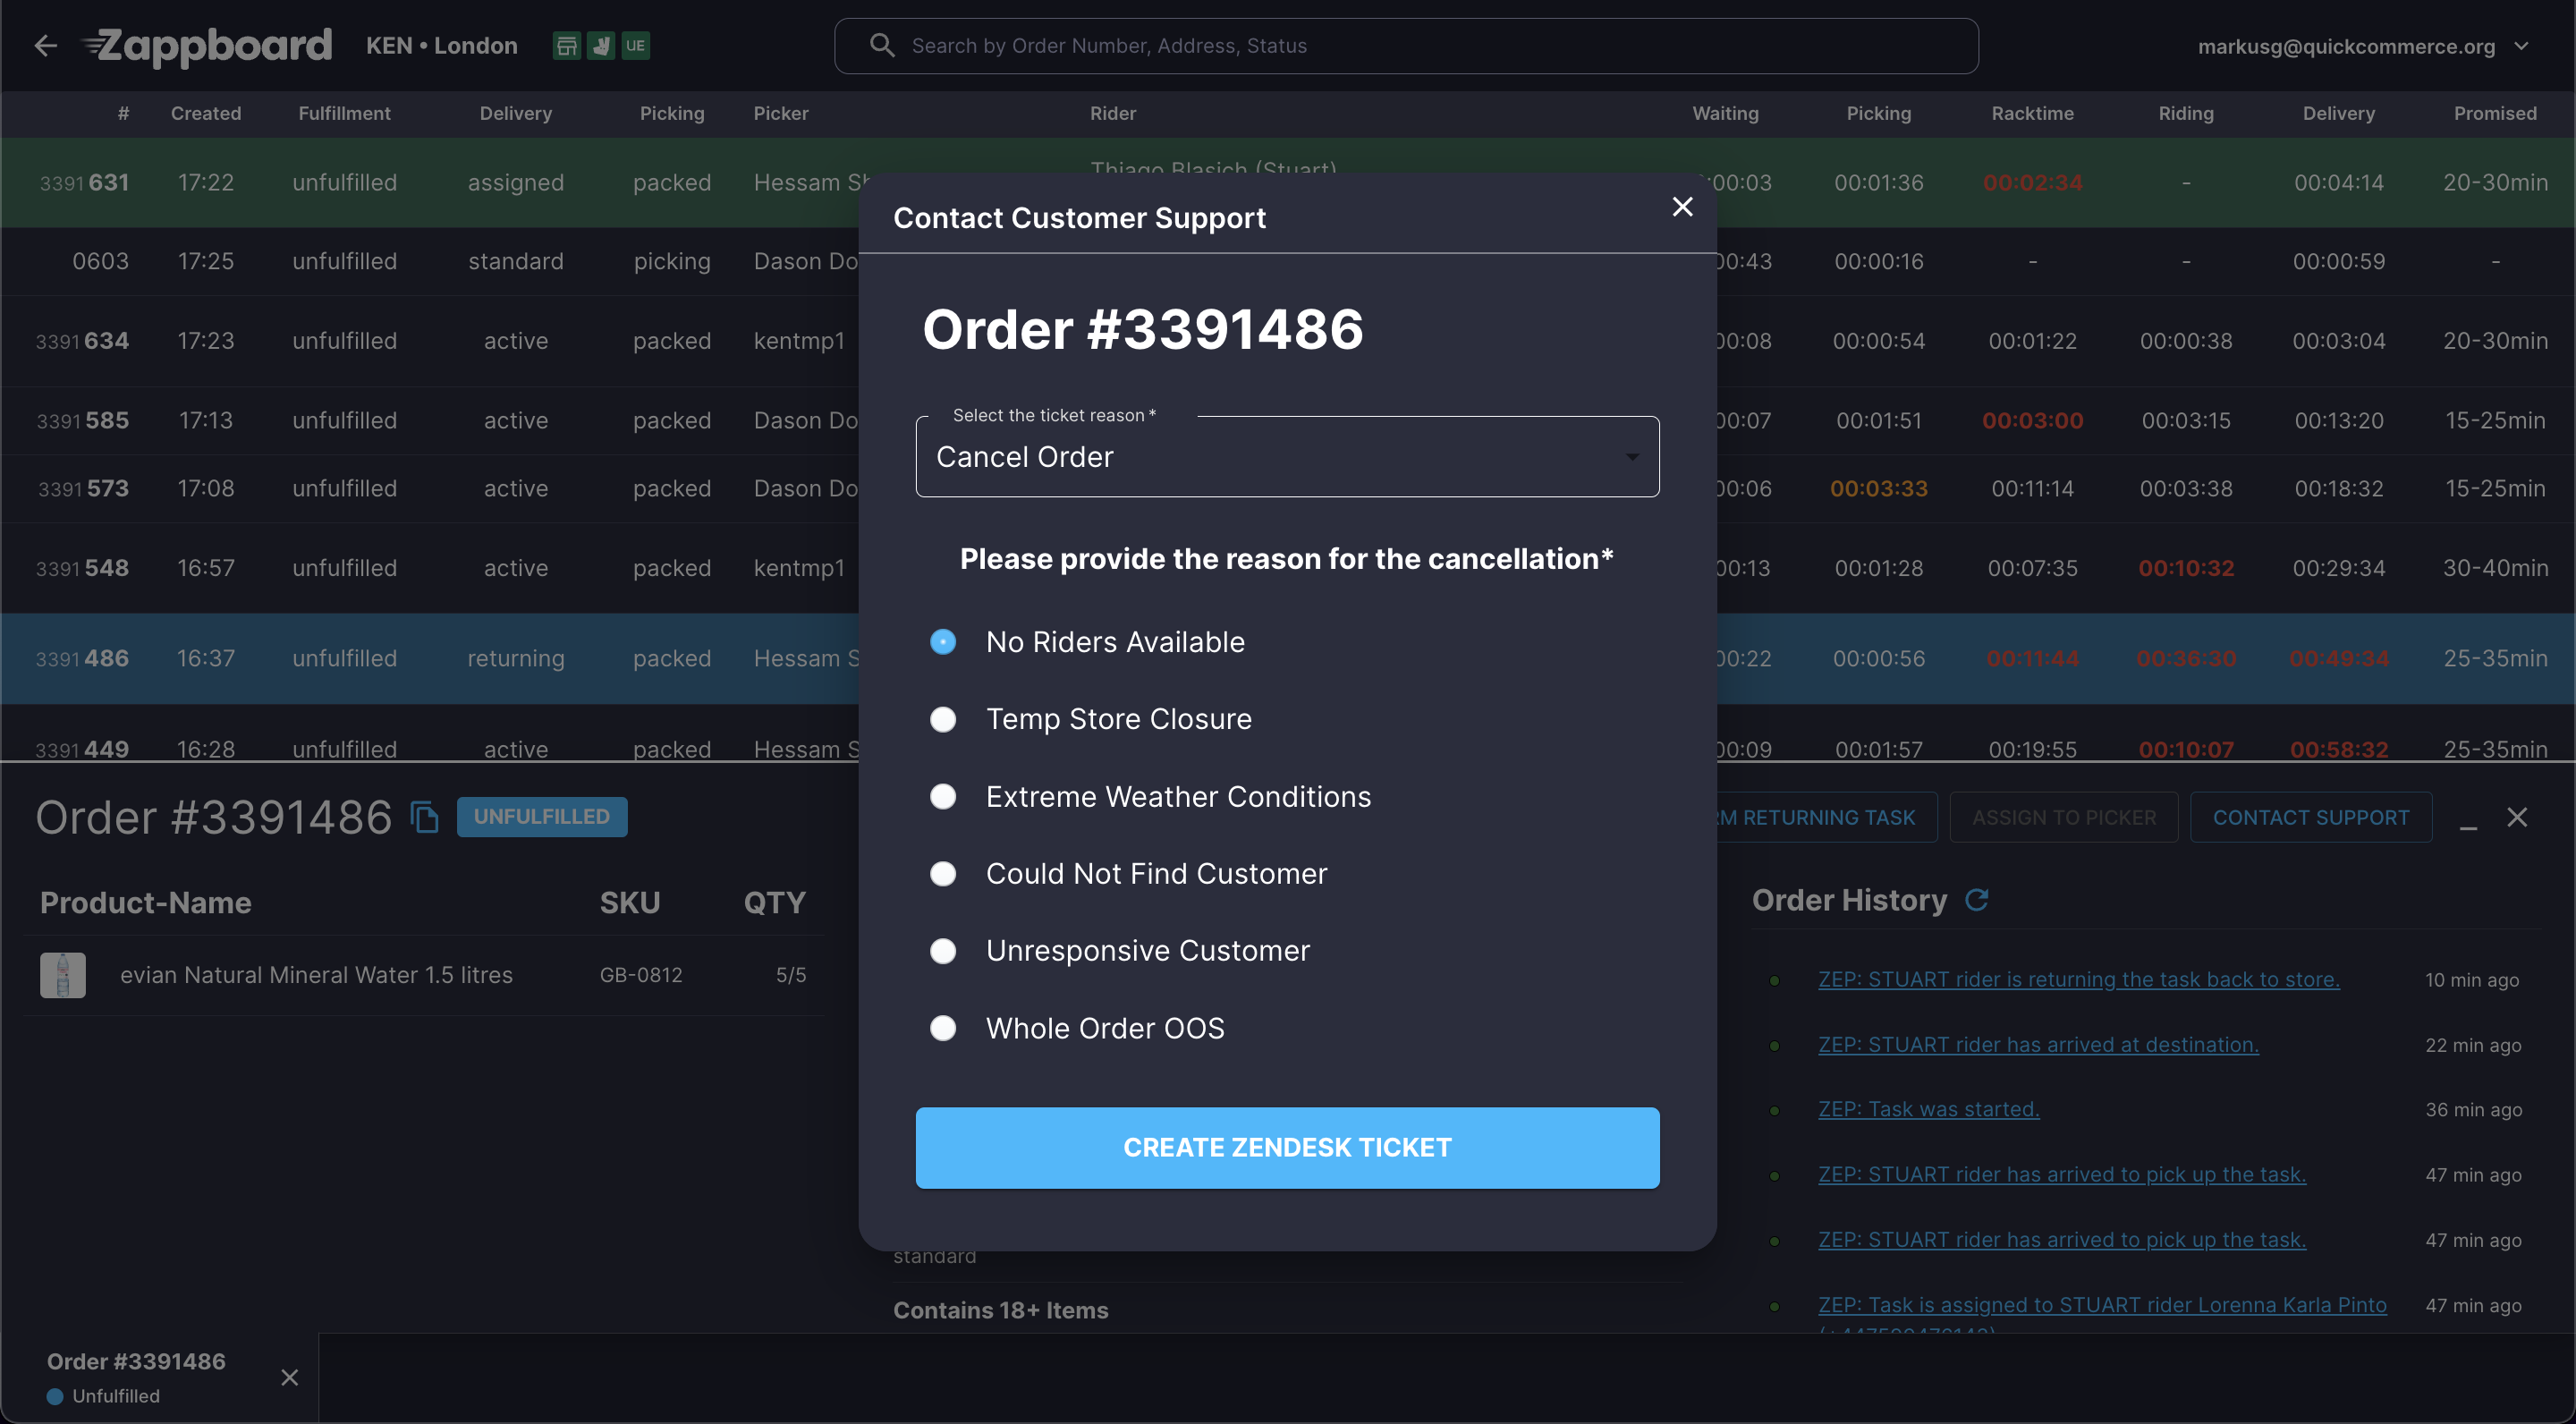 Zappboard KEN • London UE Search by Order Number, Address, Status markusg@quickcommerce.org
# Created Fulfillment Delivery Picking Picker Rider Waiting Picking Racktime Riding Delivery Promised
3391 631 17:22 unfulfilled assigned packed Hessam Thiago Blasich (Stuart) :00:03 00:01:36 00:02:34 - 00:04:14 20-30min
0603 17:25 unfulfilled standard picking Dason Do 00:43 00:00:16 - - 00:00:59 -
3391 634 17:23 unfulfilled active packed kentmp1 00:08 00:00:54 00:01:22 00:00:38 00:03:04 20-30min
3391 585 17:13 unfulfilled active packed Dason Do 00:07 00:01:51 00:03:00 00:03:15 00:13:20 15-25min
3391 573 17:08 unfulfilled active packed Dason Do 00:06 00:03:33 00:11:14 00:03:38 00:18:32 15-25min
3391 548 16:57 unfulfilled active packed kentmp1 00:13 00:01:28 00:07:35 00:10:32 00:29:34 30-40min
3391 486 16:37 unfulfilled returning packed Hessam S 00:22 00:00:56 00:11:44 00:36:30 00:49:34 25-35min
3391 449 16:28 unfulfilled active packed Hessam S 00:09 00:01:57 00:19:55 00:10:07 00:58:32 25-35min
Contact Customer Support
Order #3391486
Select the ticket reason *
Cancel Order
Please provide the reason for the cancellation*
No Riders Available
Temp Store Closure
Extreme Weather Conditions
Could Not Find Customer
Unresponsive Customer
Whole Order OOS
CREATE ZENDESK TICKET
Order #3391486 UNFULFILLED
RM RETURNING TASK ASSIGN TO PICKER CONTACT SUPPORT
Product-Name SKU QTY
evian Natural Mineral Water 1.5 litres GB-0812 5/5
standard
Contains 18+ Items
Order History
ZEP: STUART rider is returning the task back to store. 10 min ago
ZEP: STUART rider has arrived at destination. 22 min ago
ZEP: Task was started. 36 min ago
ZEP: STUART rider has arrived to pick up the task. 47 min ago
ZEP: STUART rider has arrived to pick up the task. 47 min ago
ZEP: Task is assigned to STUART rider Lorenna Karla Pinto 47 min ago
Order #3391486
Unfulfilled